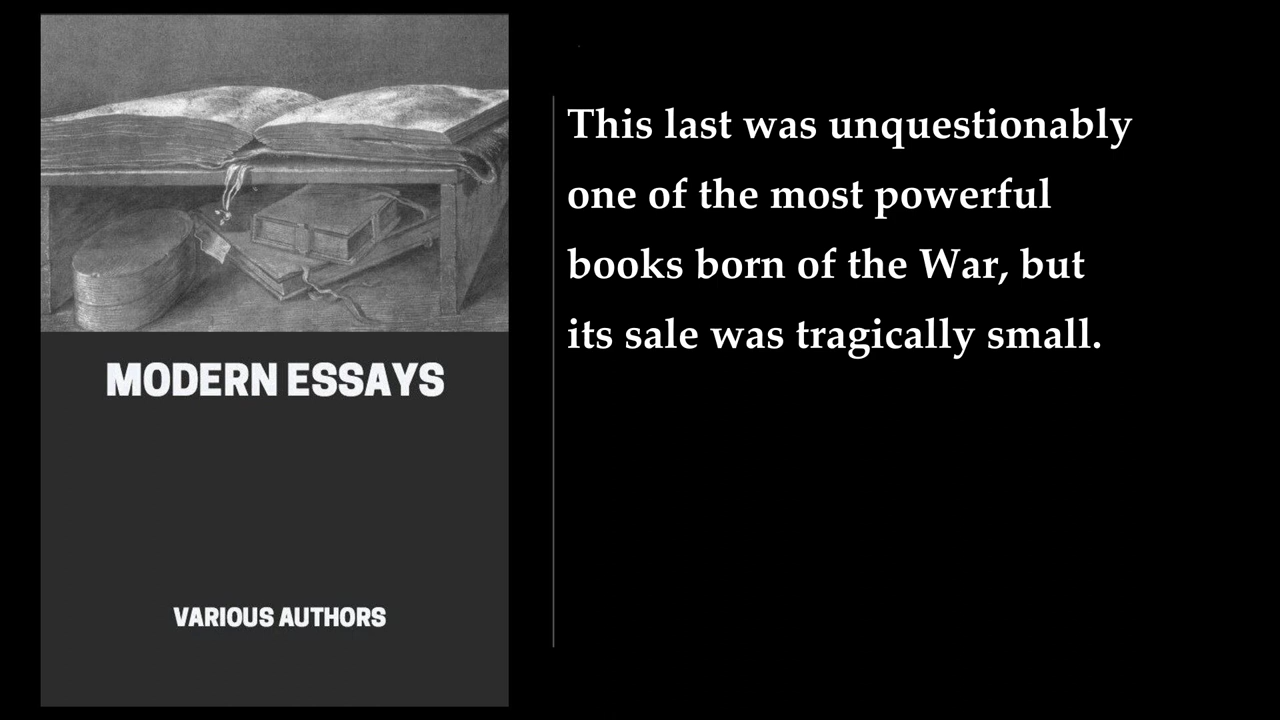 MODERN ESSAYS
VARIOUS AUTHORS
This last was unquestionably
one of the most powerful
books born of the War, but
its sale was tragically small.